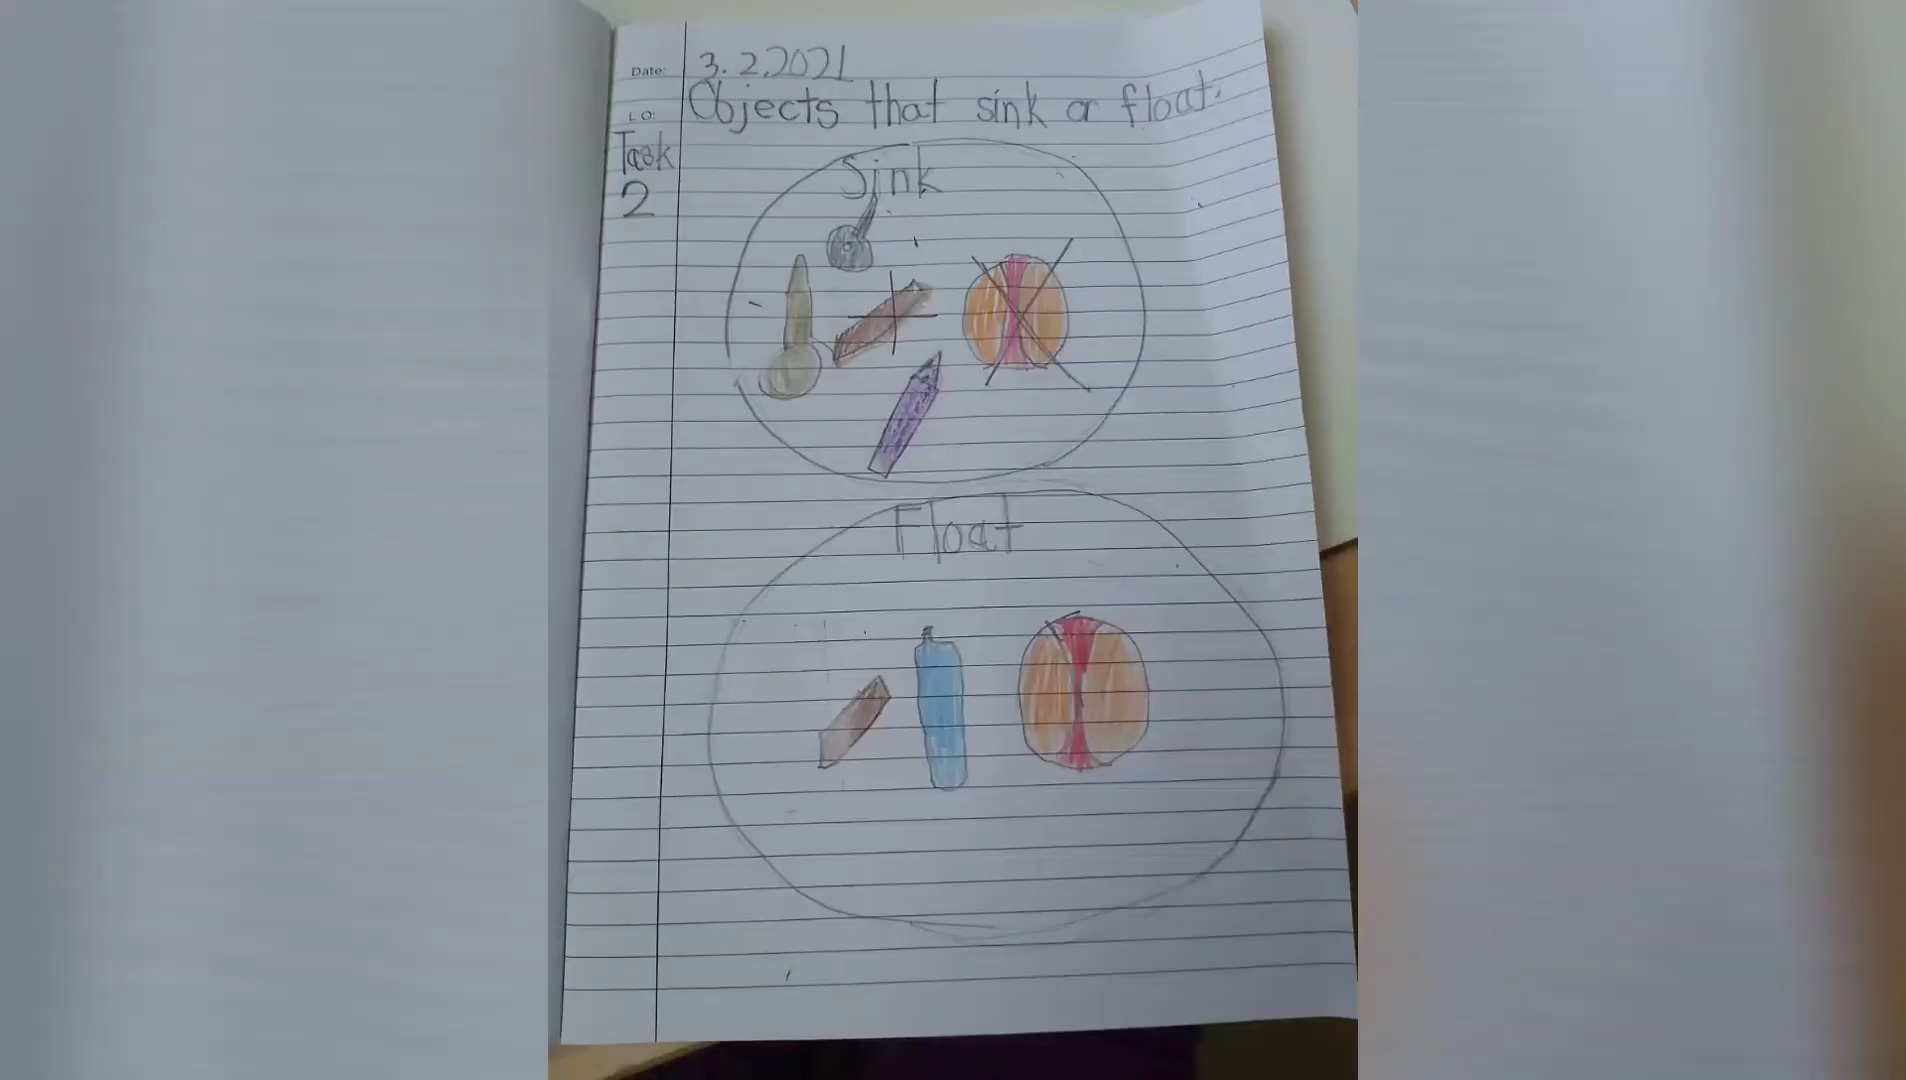 Date: 3.2.2021
L O: Objects that sink or float.
Task
2
Sink
Float